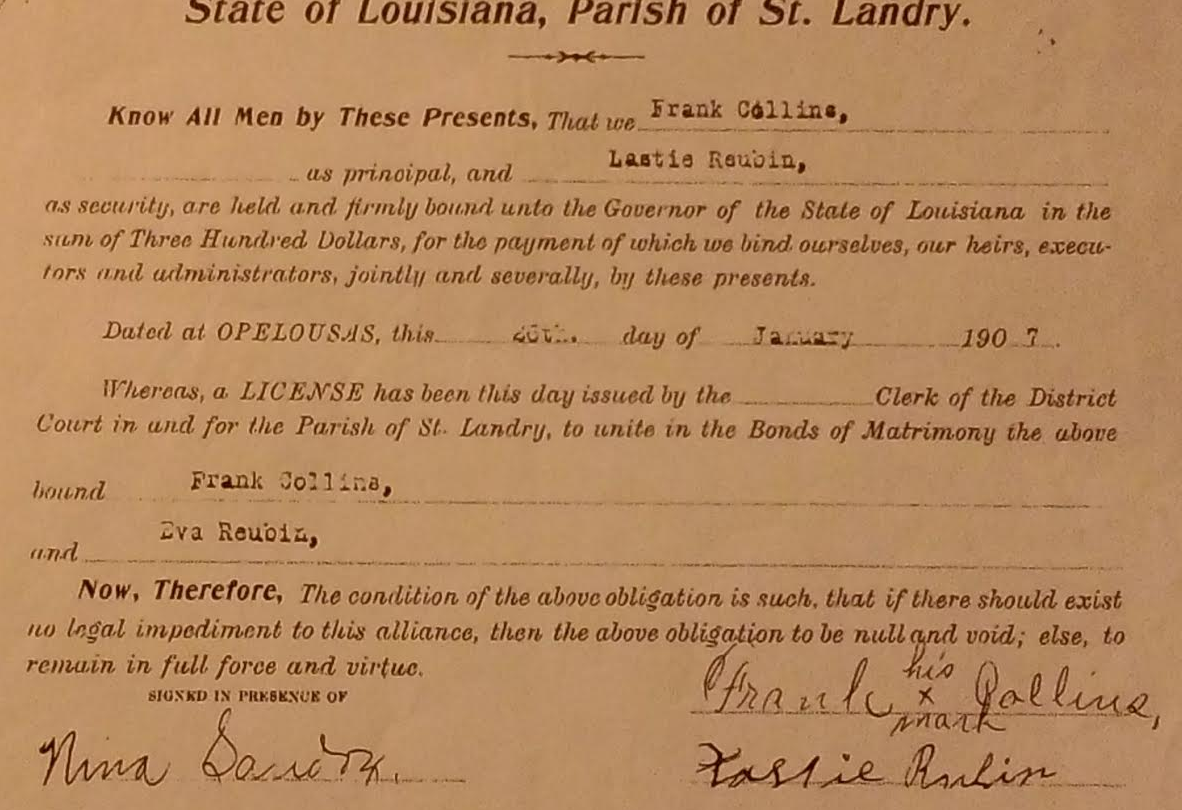 State of Louisiana, Parish of St. Landry.
Know All Men by These Presents, That we Frank Collins,
as principal, and Lastie Reubin,
as security, are held and firmly bound unto the Governor of the State of Louisiana in the
sum of Three Hundred Dollars, for the payment of which we bind ourselves, our heirs, execu-
tors and administrators, jointly and severally, by these presents.
Dated at OPELOUSAS, this day of January 190 7.
Whereas, a LICENSE has been this day issued by the Clerk of the District
Court in and for the Parish of St. Landry, to unite in the Bonds of Matrimony the above
bound Frank Collins,
and Eva Reubin,
Now, Therefore, The condition of the above obligation is such, that if there should exist
no legal impediment to this alliance, then the above obligation to be null and void; else, to
remain in full force and virtue.
SIGNED IN PRESENCE OF
Frank his x mark Collins,
Nina
Lastie Rubin